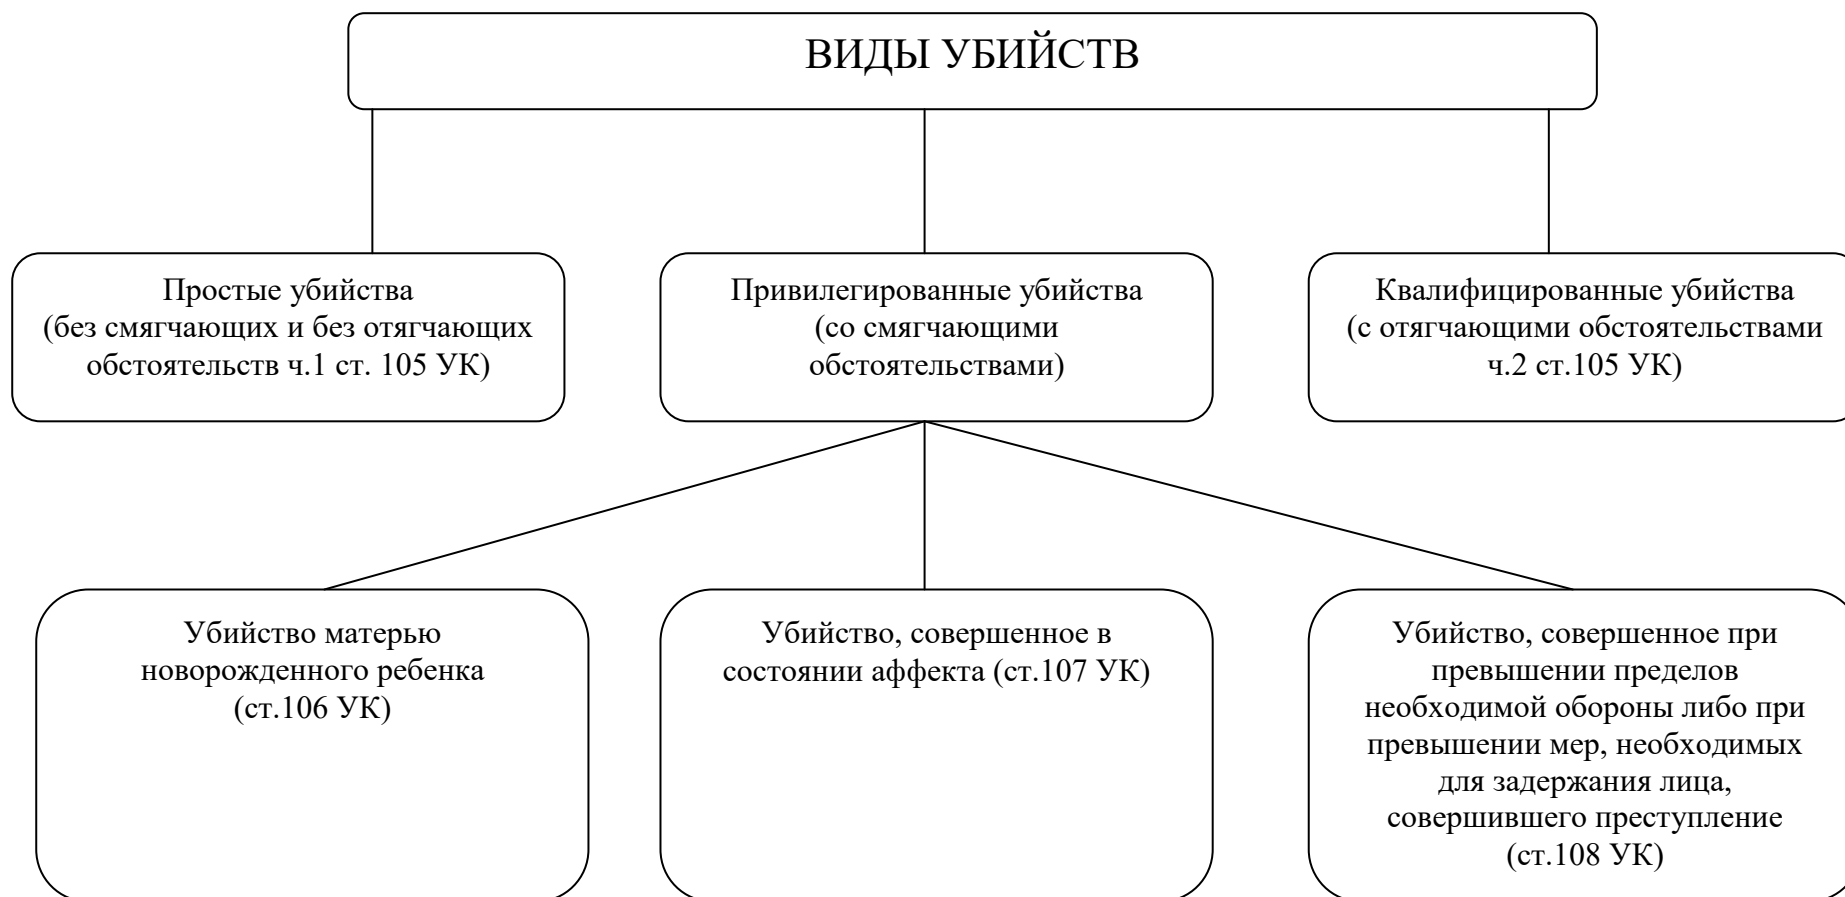 ВИДЫ УБИЙСТВ
Простые убийства
(без смягчающих и без отягчающих
обстоятельств ч.1 ст. 105 УК)
Привилегированные убийства
(со смягчающими
обстоятельствами)
Квалифицированные убийства
(с отягчающими обстоятельствами
ч.2 ст.105 УК)
Убийство матерью
новорожденного ребенка
(ст.106 УК)
Убийство, совершенное в
состоянии аффекта (ст.107 УК)
Убийство, совершенное при
превышении пределов
необходимой обороны либо при
превышении мер, необходимых
для задержания лица,
совершившего преступление
(ст.108 УК)